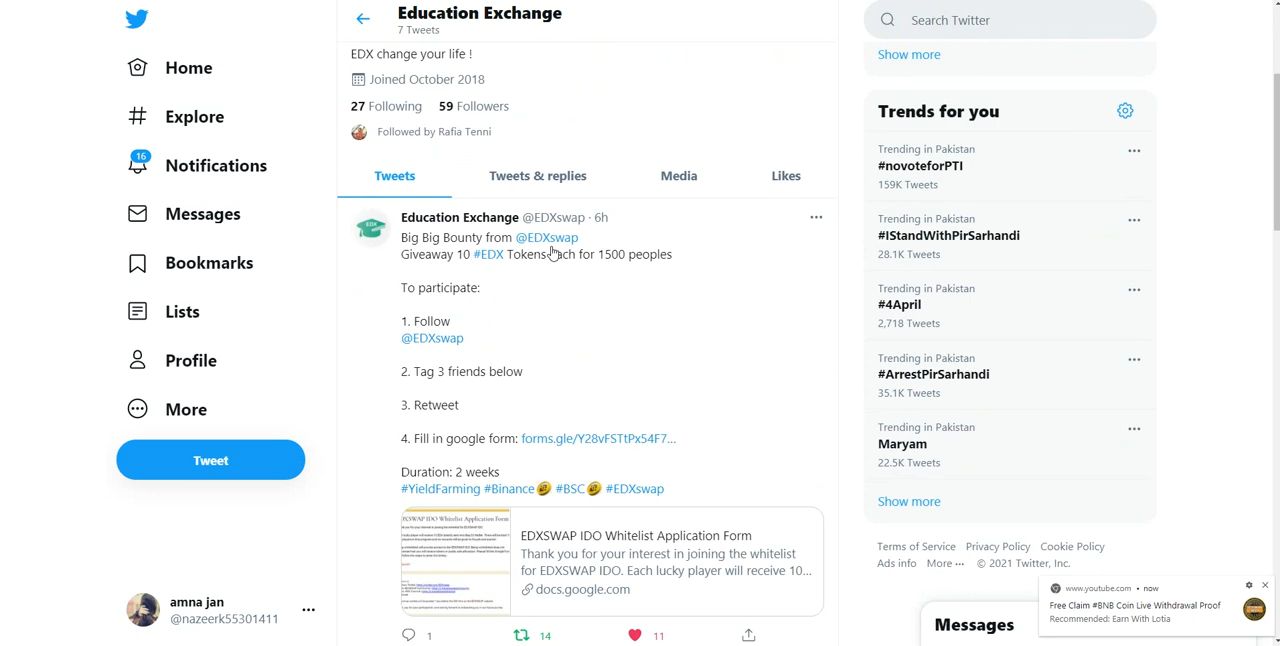 Home
Explore
16
Notifications
Messages
Bookmarks
Lists
Profile
More
Tweet
amna jan
@nazeerk55301411
Education Exchange
7 Tweets
EDX change your life !
Joined October 2018
27 Following 59 Followers
Followed by Rafia Tenni
Tweets Tweets & replies Media Likes
EDX
Education Exchange @EDXswap · 6h
Big Big Bounty from @EDXswap
Giveaway 10 #EDX Tokens each for 1500 peoples
To participate:
1. Follow
@EDXswap
2. Tag 3 friends below
3. Retweet
4. Fill in google form: forms.gle/Y28vFSTtPx54F7...
Duration: 2 weeks
#YieldFarming #Binance #BSC #EDXswap
EDXSWAP IDO Whitelist Application Form
Thank you for your interest in joining the whitelist
for EDXSWAP IDO. Each lucky player will receive 10...
docs.google.com
1 14 11
Search Twitter
Show more
Trends for you
Trending in Pakistan
#novoteforPTI
159K Tweets
Trending in Pakistan
#IStandWithPirSarhandi
28.1K Tweets
Trending in Pakistan
#4April
2,718 Tweets
Trending in Pakistan
#ArrestPirSarhandi
35.1K Tweets
Trending in Pakistan
Maryam
22.5K Tweets
Show more
Terms of Service Privacy Policy Cookie Policy
Ads info More ··· © 2021 Twitter, Inc.
www.youtube.com • now
Free Claim #BNB Coin Live Withdrawal Proof
Recommended: Earn With Lotia
Messages